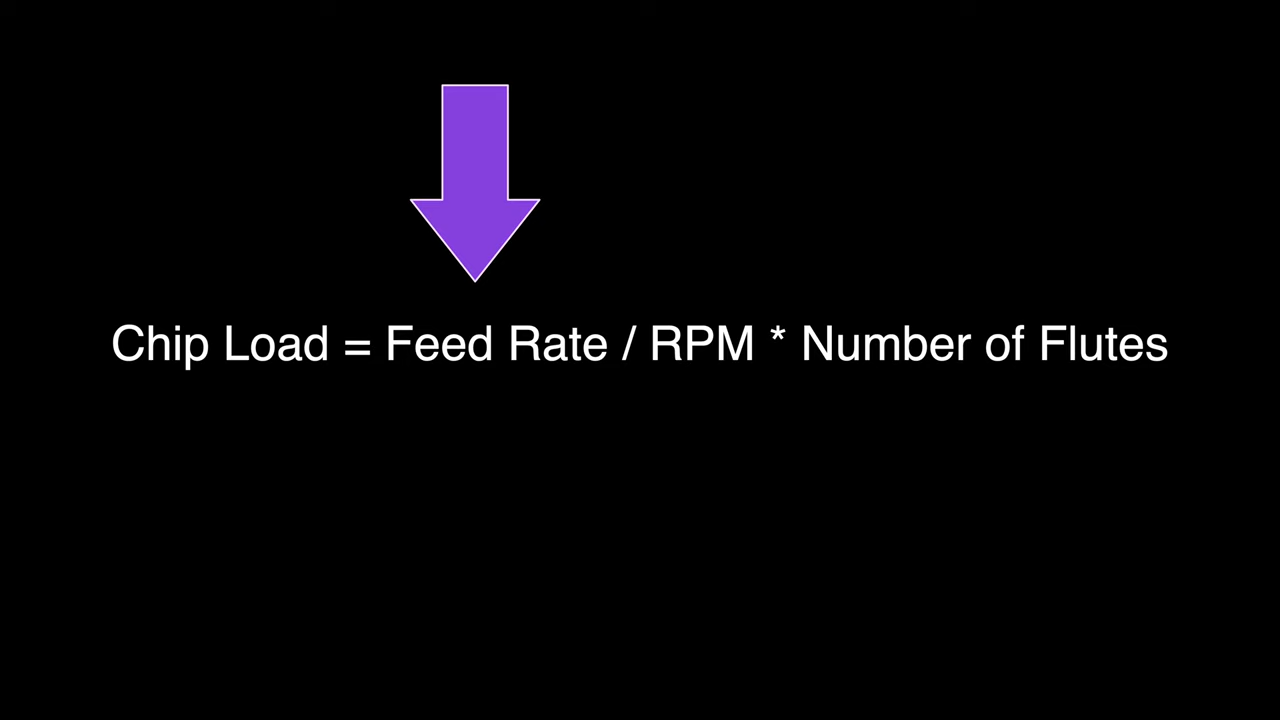 Chip Load = Feed Rate / RPM * Number of Flutes